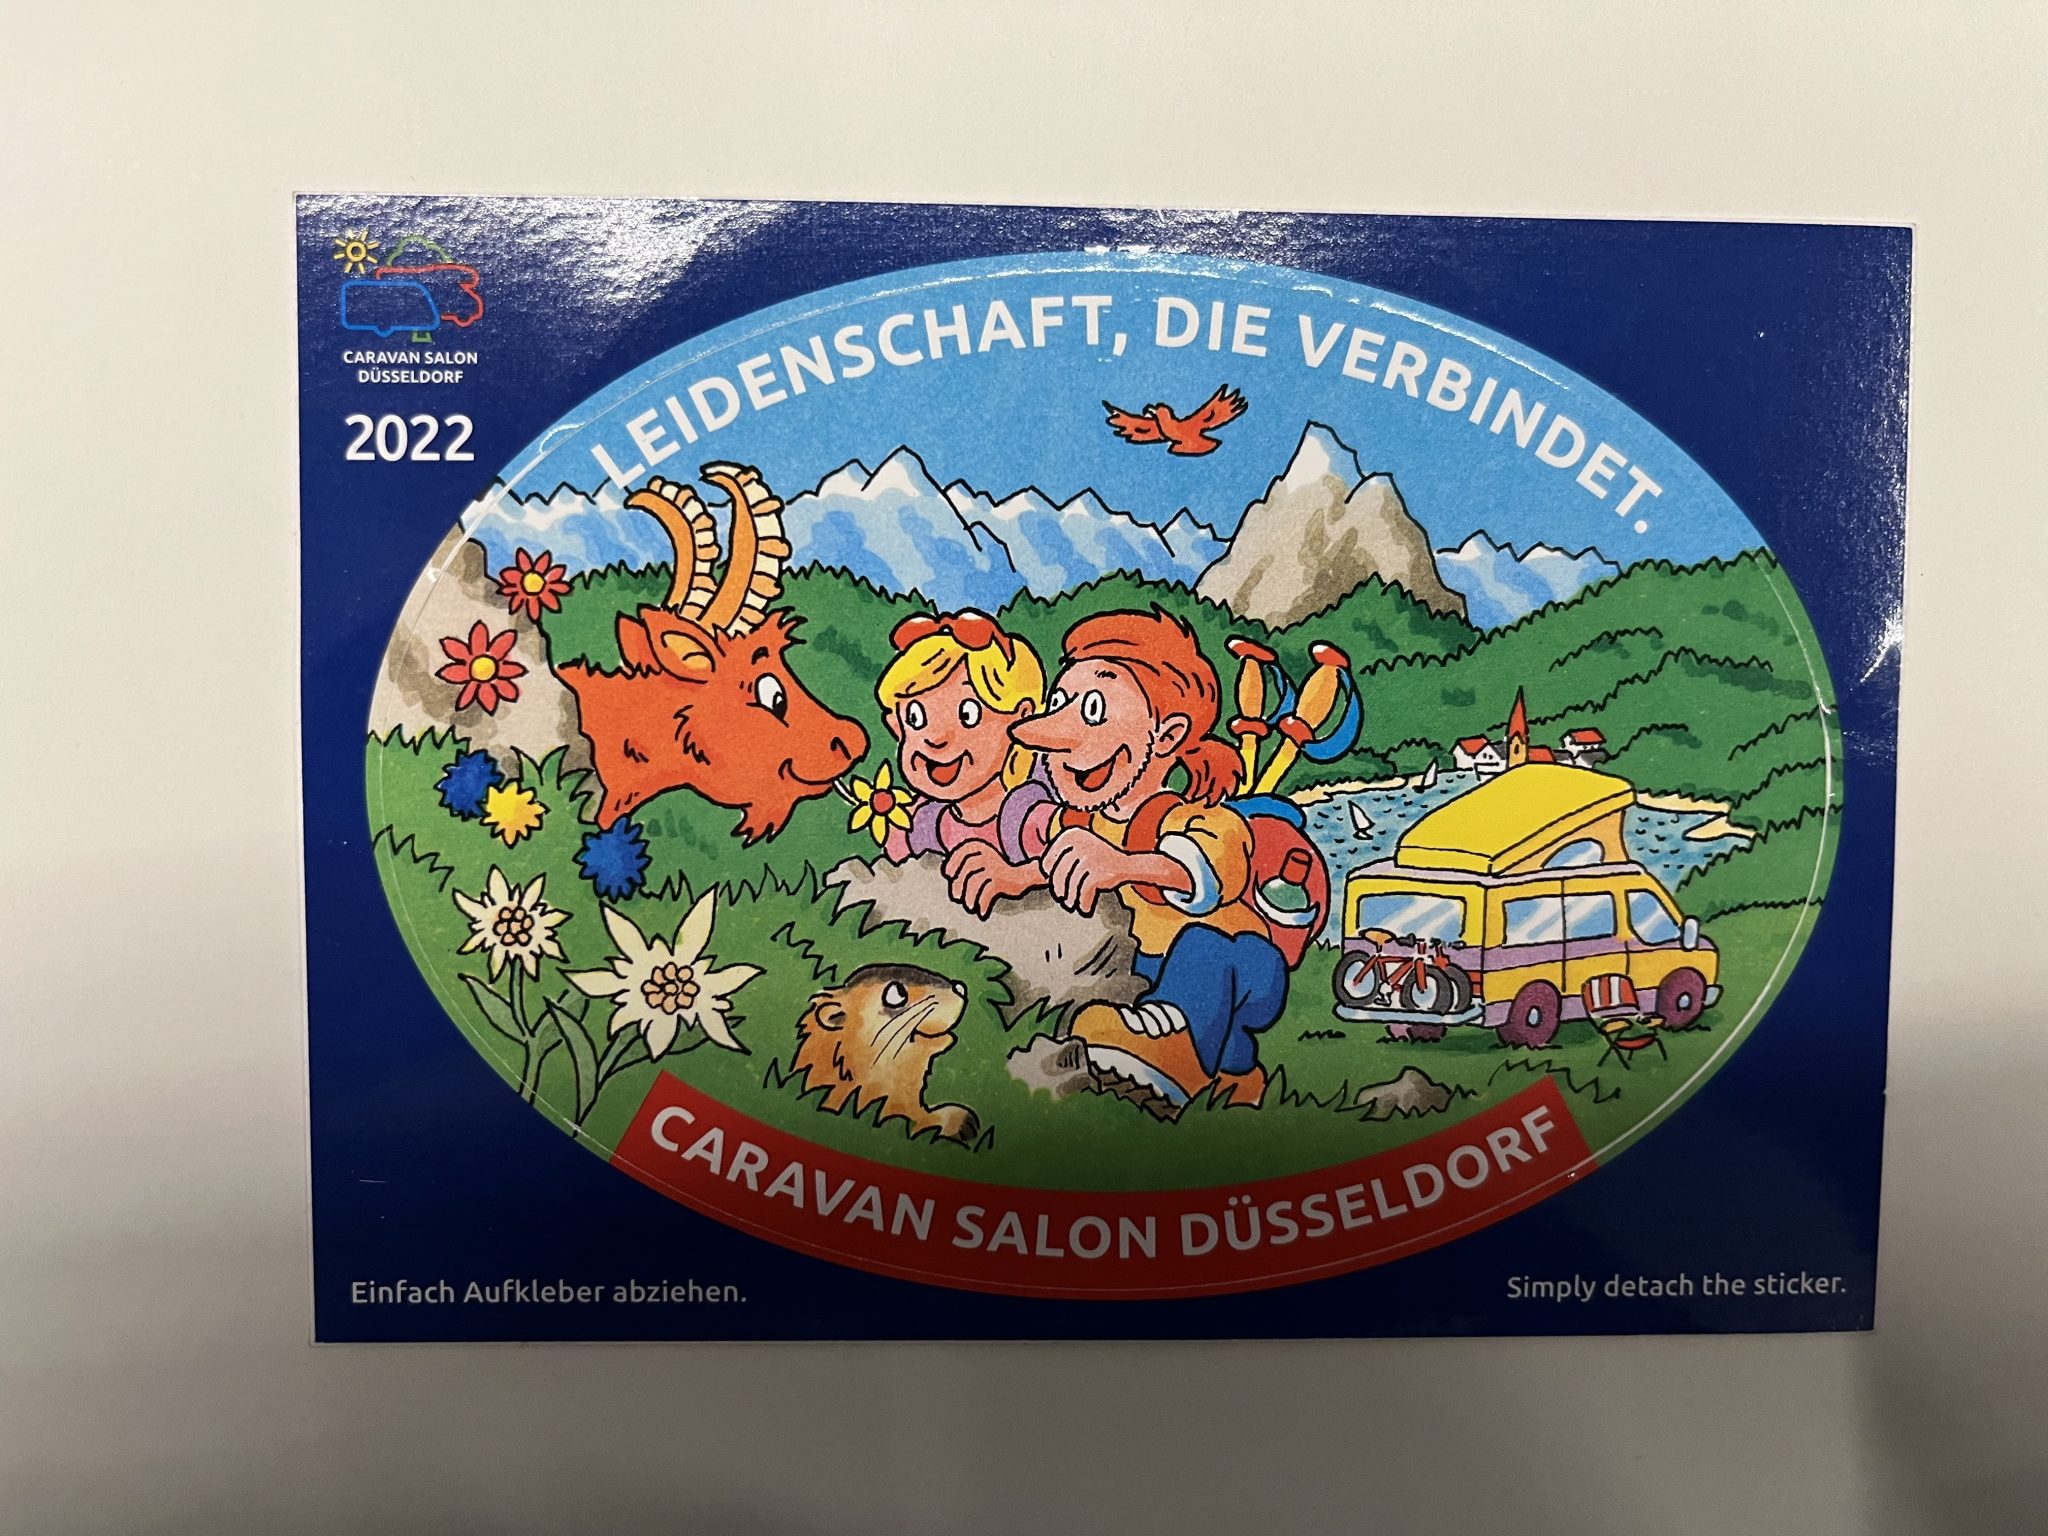 CARAVAN SALON
DÜSSELDORF
2022
LEIDENSCHAFT, DIE VERBINDET.
CARAVAN SALON DÜSSELDORF
Einfach Aufkleber abziehen.
Simply detach the sticker.